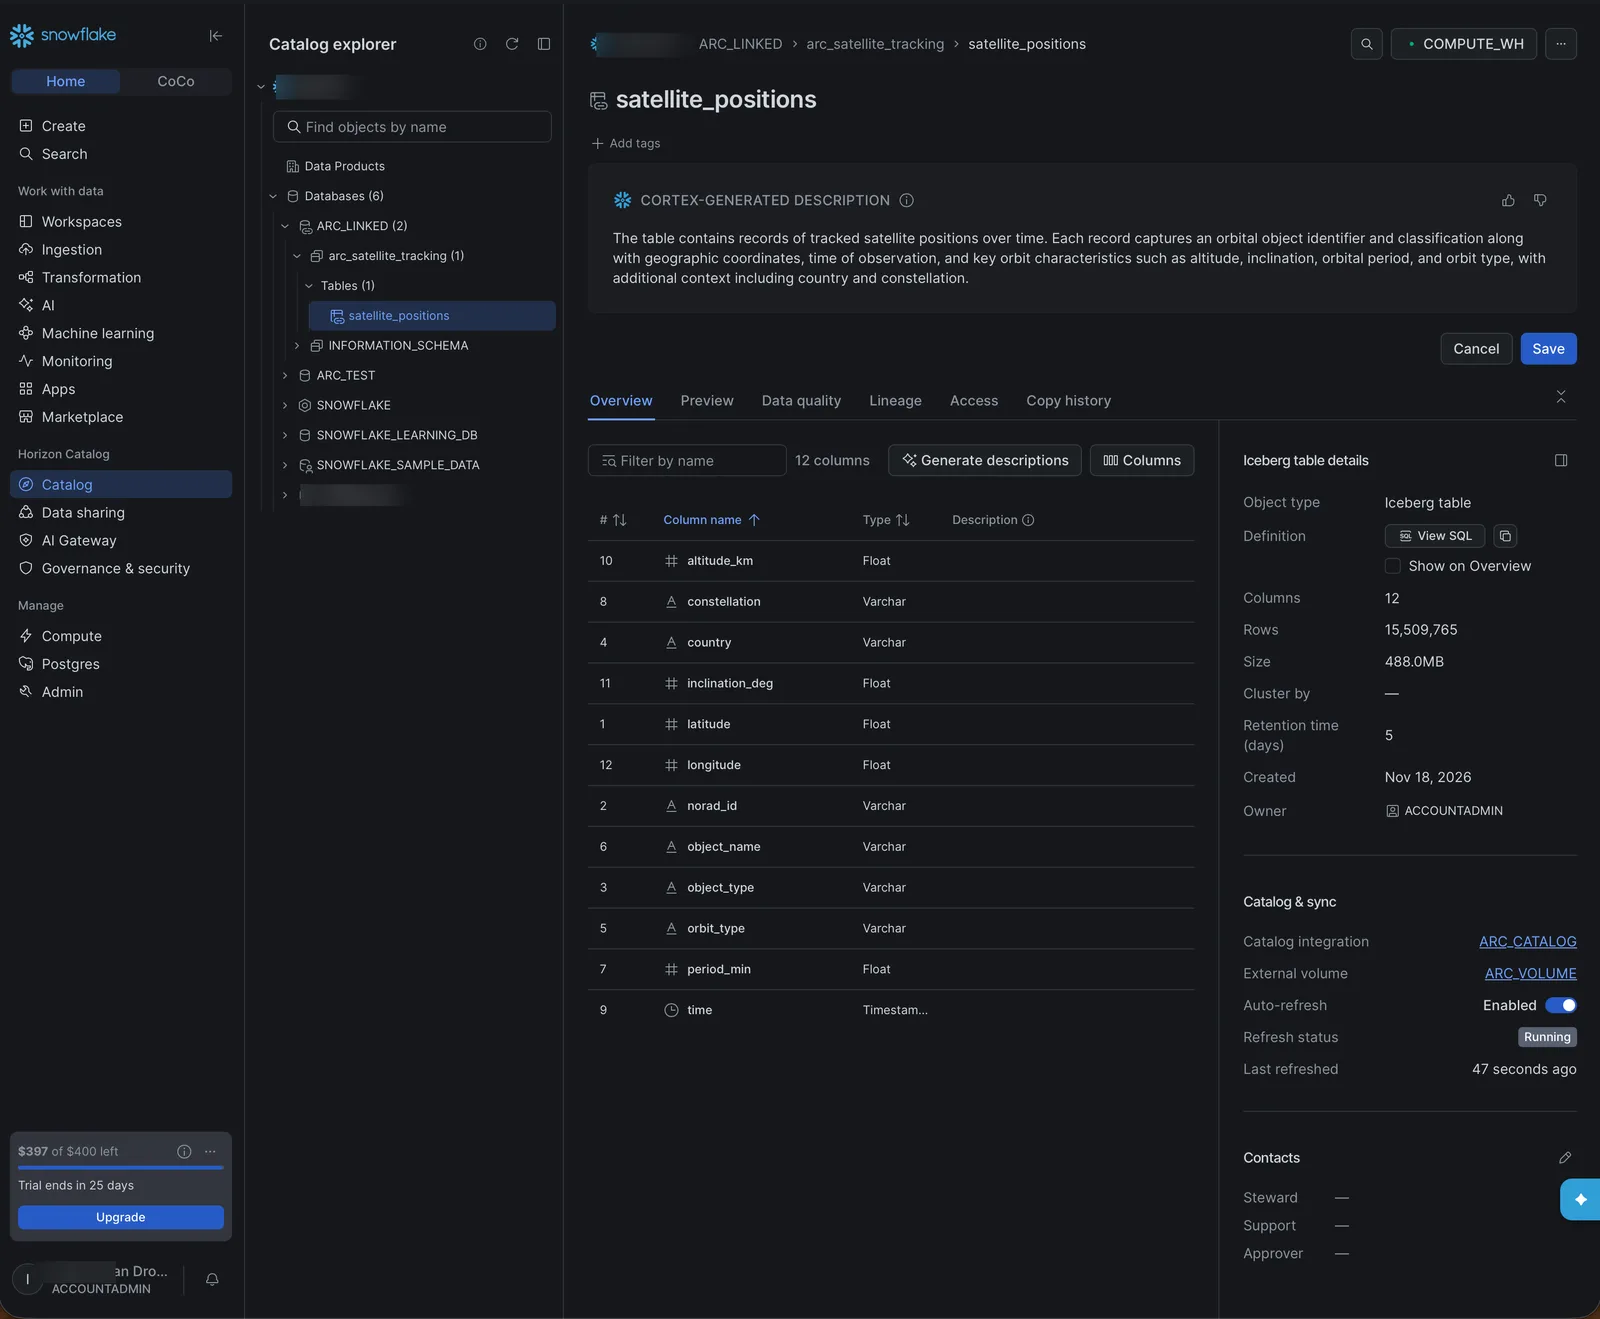 snowflake
Home
CoCo
Create
Search
Work with data
Workspaces
Ingestion
Transformation
AI
Machine learning
Monitoring
Apps
Marketplace
Horizon Catalog
Catalog
Data sharing
AI Gateway
Governance & security
Manage
Compute
Postgres
Admin
$397 of $400 left
Trial ends in 25 days
Upgrade
I
an Dro...
ACCOUNTADMIN
Catalog explorer
Find objects by name
Data Products
Databases (6)
ARC_LINKED (2)
arc_satellite_tracking (1)
Tables (1)
satellite_positions
INFORMATION_SCHEMA
ARC_TEST
SNOWFLAKE
SNOWFLAKE_LEARNING_DB
SNOWFLAKE_SAMPLE_DATA
ARC_LINKED > arc_satellite_tracking > satellite_positions
COMPUTE_WH
...
satellite_positions
+ Add tags
CORTEX-GENERATED DESCRIPTION
The table contains records of tracked satellite positions over time. Each record captures an orbital object identifier and classification along
with geographic coordinates, time of observation, and key orbit characteristics such as altitude, inclination, orbital period, and orbit type, with
additional context including country and constellation.
Cancel
Save
Overview Preview Data quality Lineage Access Copy history
Filter by name
12 columns
Generate descriptions
Columns
# Column name Type Description
10 altitude_km Float
8 constellation Varchar
4 country Varchar
11 inclination_deg Float
1 latitude Float
12 longitude Float
2 norad_id Varchar
6 object_name Varchar
3 object_type Varchar
5 orbit_type Varchar
7 period_min Float
9 time Timestam...
Iceberg table details
Object type Iceberg table
Definition View SQL
Show on Overview
Columns 12
Rows 15,509,765
Size 488.0MB
Cluster by —
Retention time
(days) 5
Created Nov 18, 2026
Owner ACCOUNTADMIN
Catalog & sync
Catalog integration ARC_CATALOG
External volume ARC_VOLUME
Auto-refresh Enabled
Refresh status Running
Last refreshed 47 seconds ago
Contacts
Steward —
Support —
Approver —